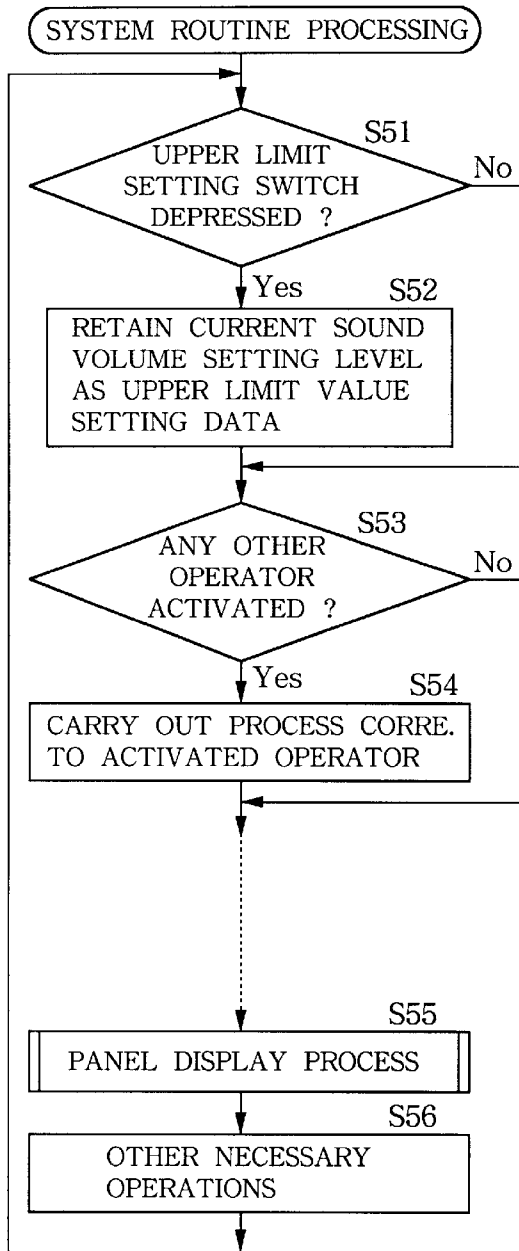 SYSTEM ROUTINE PROCESSING
S51
UPPER LIMIT
SETTING SWITCH
DEPRESSED ?
No
Yes
S52
RETAIN CURRENT SOUND
VOLUME SETTING LEVEL
AS UPPER LIMIT VALUE
SETTING DATA
S53
ANY OTHER
OPERATOR
ACTIVATED ?
No
Yes
S54
CARRY OUT PROCESS CORRE.
TO ACTIVATED OPERATOR
S55
PANEL DISPLAY PROCESS
S56
OTHER NECESSARY
OPERATIONS